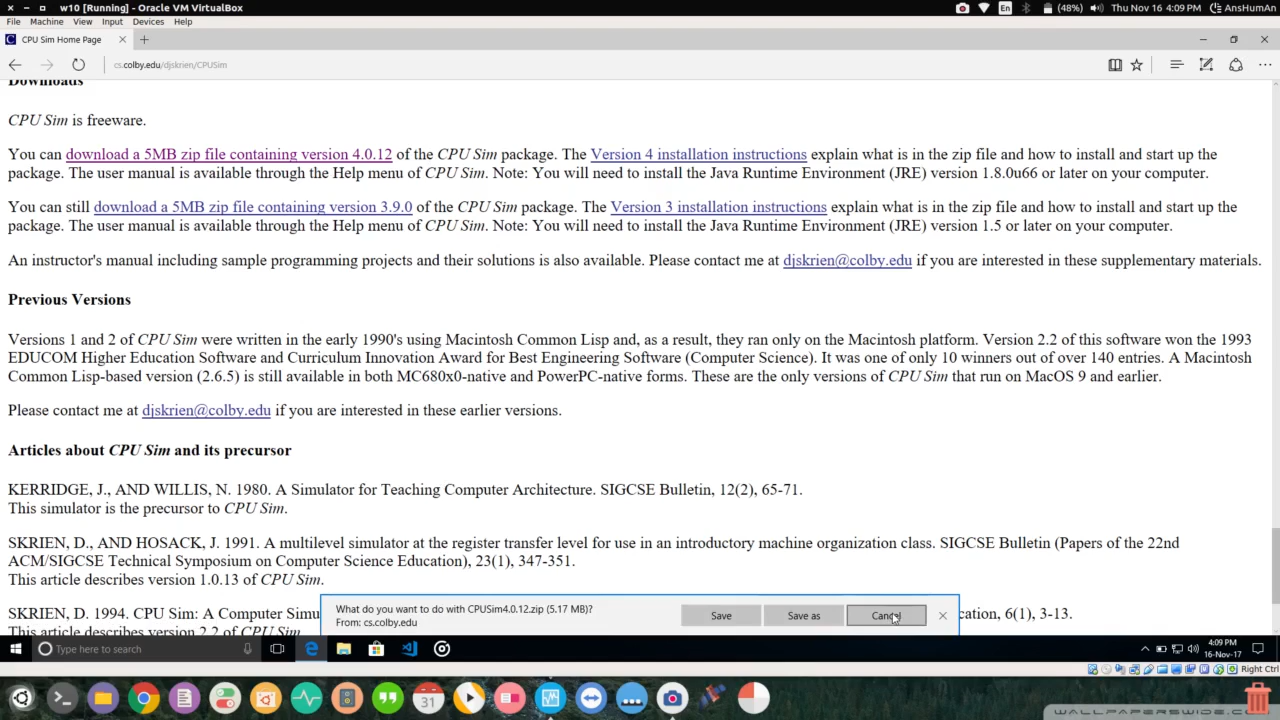 w10 [Running] - Oracle VM VirtualBox
En (48%) Thu Nov 16 4:09 PM AnsHumAn
File Machine View Input Devices Help
CPU Sim Home Page
cs.colby.edu/djskrien/CPUSim
Downloads
CPU Sim is freeware.
You can download a 5MB zip file containing version 4.0.12 of the CPU Sim package. The Version 4 installation instructions explain what is in the zip file and how to install and start up the
package. The user manual is available through the Help menu of CPU Sim. Note: You will need to install the Java Runtime Environment (JRE) version 1.8.0u66 or later on your computer.
You can still download a 5MB zip file containing version 3.9.0 of the CPU Sim package. The Version 3 installation instructions explain what is in the zip file and how to install and start up the
package. The user manual is available through the Help menu of CPU Sim. Note: You will need to install the Java Runtime Environment (JRE) version 1.5 or later on your computer.
An instructor's manual including sample programming projects and their solutions is also available. Please contact me at djskrien@colby.edu if you are interested in these supplementary materials.
Previous Versions
Versions 1 and 2 of CPU Sim were written in the early 1990's using Macintosh Common Lisp and, as a result, they ran only on the Macintosh platform. Version 2.2 of this software won the 1993
EDUCOM Higher Education Software and Curriculum Innovation Award for Best Engineering Software (Computer Science). It was one of only 10 winners out of over 140 entries. A Macintosh
Common Lisp-based version (2.6.5) is still available in both MC680x0-native and PowerPC-native forms. These are the only versions of CPU Sim that run on MacOS 9 and earlier.
Please contact me at djskrien@colby.edu if you are interested in these earlier versions.
Articles about CPU Sim and its precursor
KERRIDGE, J., AND WILLIS, N. 1980. A Simulator for Teaching Computer Architecture. SIGCSE Bulletin, 12(2), 65-71.
This simulator is the precursor to CPU Sim.
SKRIEN, D., AND HOSACK, J. 1991. A multilevel simulator at the register transfer level for use in an introductory machine organization class. SIGCSE Bulletin (Papers of the 22nd
ACM/SIGCSE Technical Symposium on Computer Science Education), 23(1), 347-351.
This article describes version 1.0.13 of CPU Sim.
SKRIEN, D. 1994. CPU Sim: A Computer Simu
cation, 6(1), 3-13.
This article describes version 2.2 of CPU Sim.
What do you want to do with CPUSim4.0.12.zip (5.17 MB)?
From: cs.colby.edu
Save Save as Cancel
Type here to search
4:09 PM
16-Nov-17
Right Ctrl
31